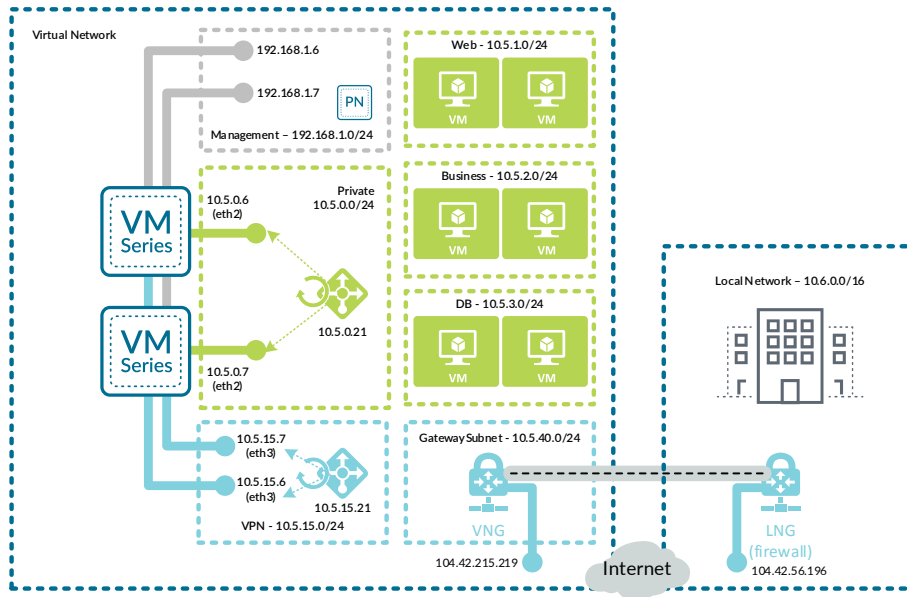 Virtual Network
192.168.1.6
192.168.1.7
PN
Management – 192.168.1.0/24
Web - 10.5.1.0/24
VM
VM
VM
Series
10.5.0.6
(eth2)
Private
10.5.0.0/24
Business - 10.5.2.0/24
VM
VM
VM
Series
10.5.0.21
10.5.0.7
(eth2)
DB - 10.5.3.0/24
VM
VM
Local Network – 10.6.0.0/16
10.5.15.7
(eth3)
10.5.15.6
(eth3)
10.5.15.21
VPN - 10.5.15.0/24
GatewaySubnet - 10.5.40.0/24
VNG
104.42.215.219
Internet
LNG
(firewall)
104.42.56.196